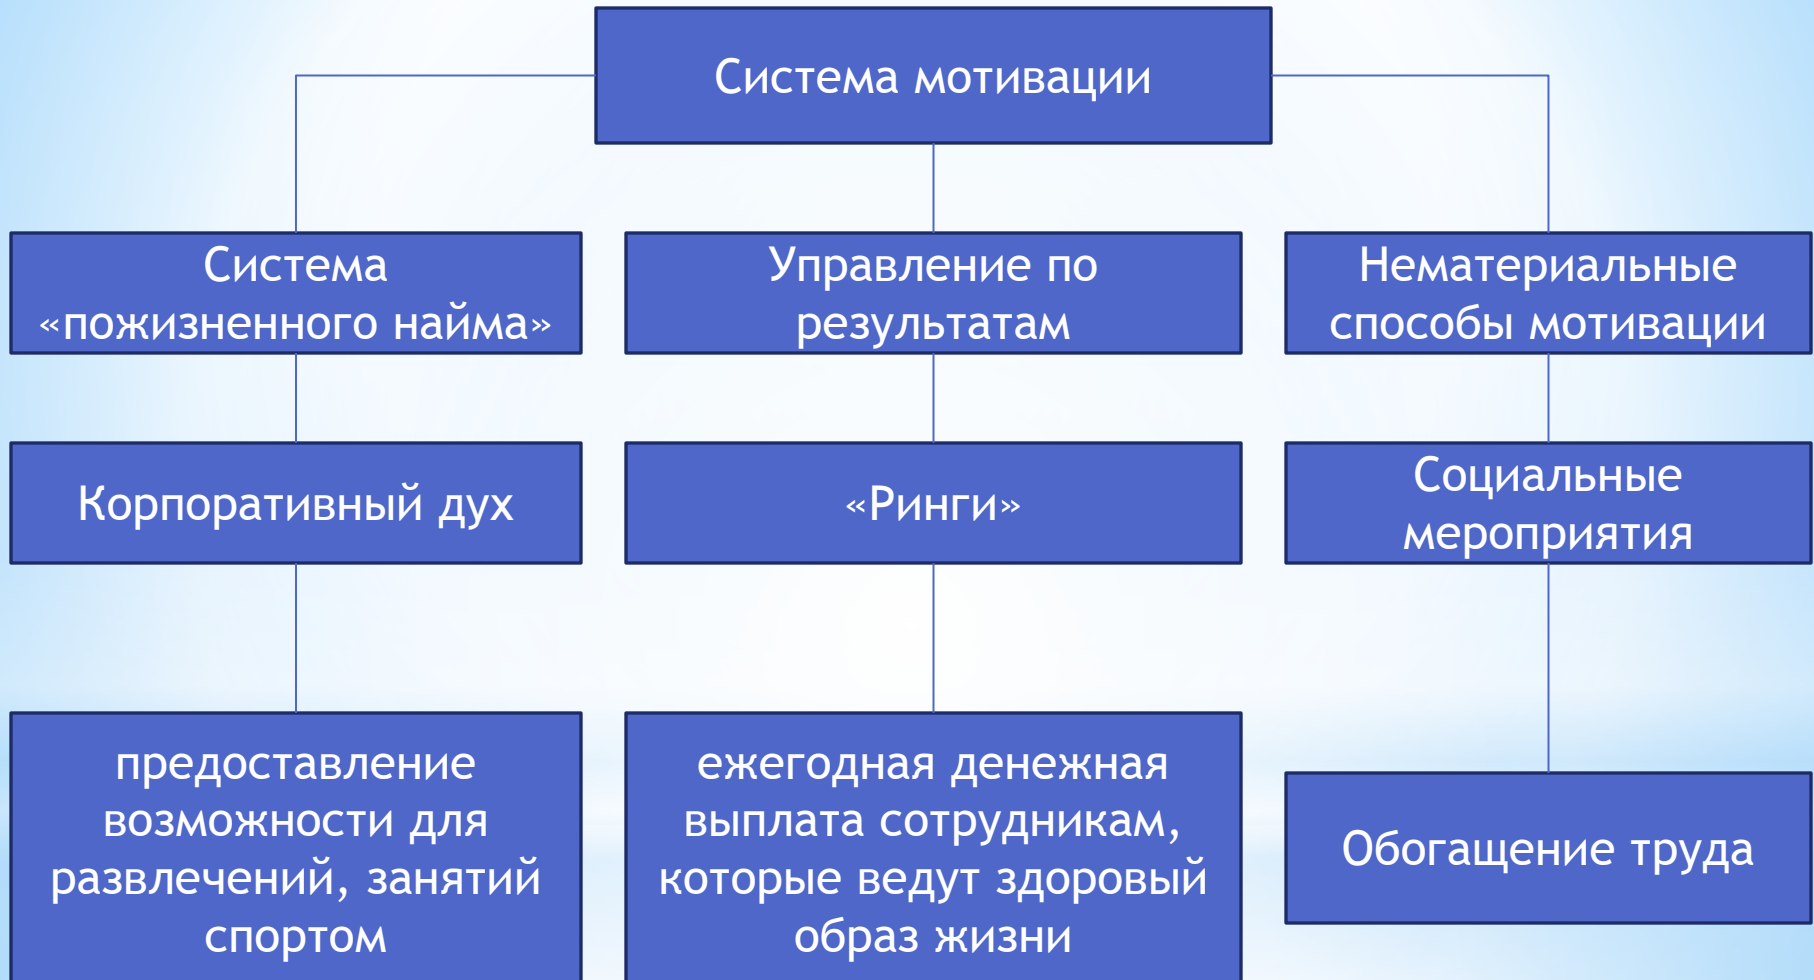 Система мотивации
Система
«пожизненного найма»
Управление по
результатам
Нематериальные
способы мотивации
Корпоративный дух
«Ринги»
Социальные
мероприятия
предоставление
возможности для
развлечений, занятий
спортом
ежегодная денежная
выплата сотрудникам,
которые ведут здоровый
образ жизни
Обогащение труда